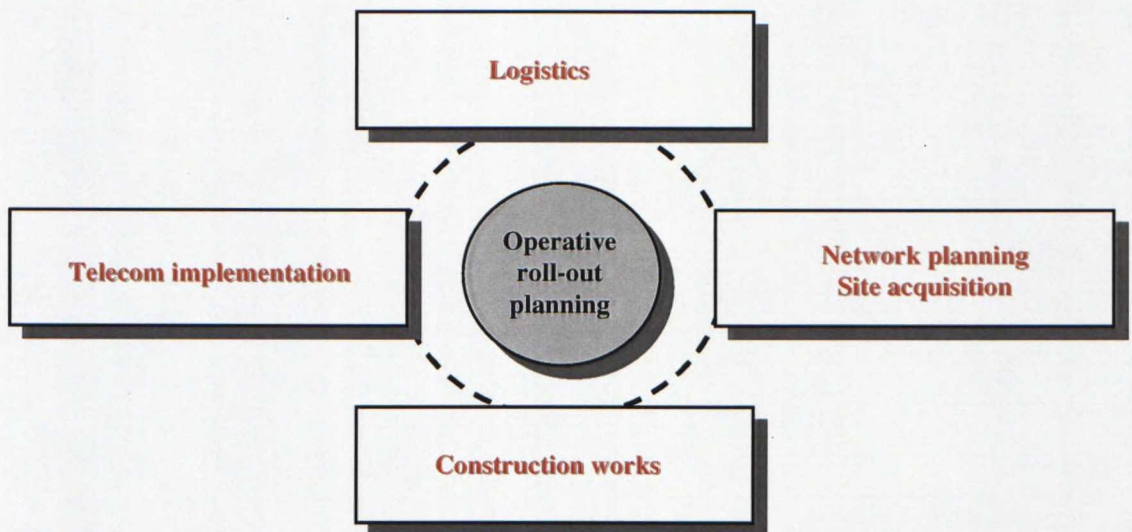 Logistics
Telecom implementation
Operative
roll-out
planning
Network planning
Site acquisition
Construction works